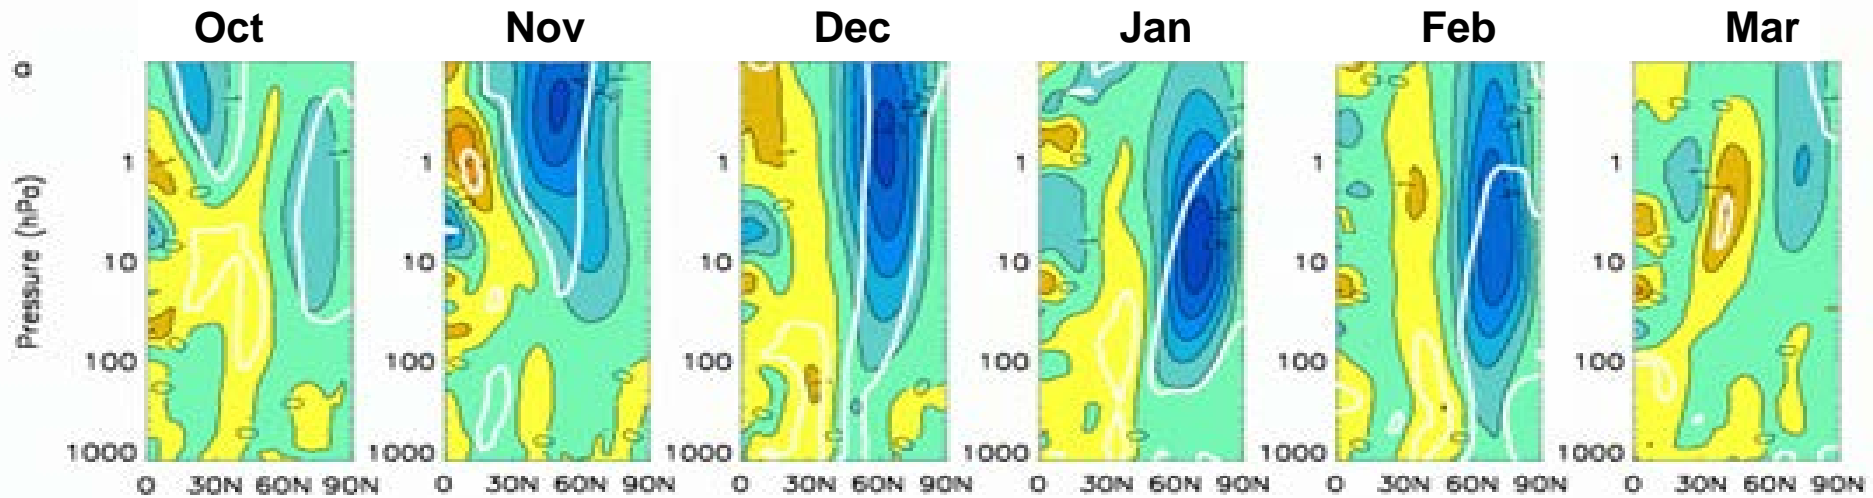 Oct Nov Dec Jan Feb Mar
a
Pressure (hPa)
1 1 1 1 1 1
10 10 10 10 10 10
100 100 100 100 100 100
1000 1000 1000 1000 1000 1000
0 30N 60N 90N 0 30N 60N 90N 0 30N 60N 90N 0 30N 60N 90N 0 30N 60N 90N 0 30N 60N 90N